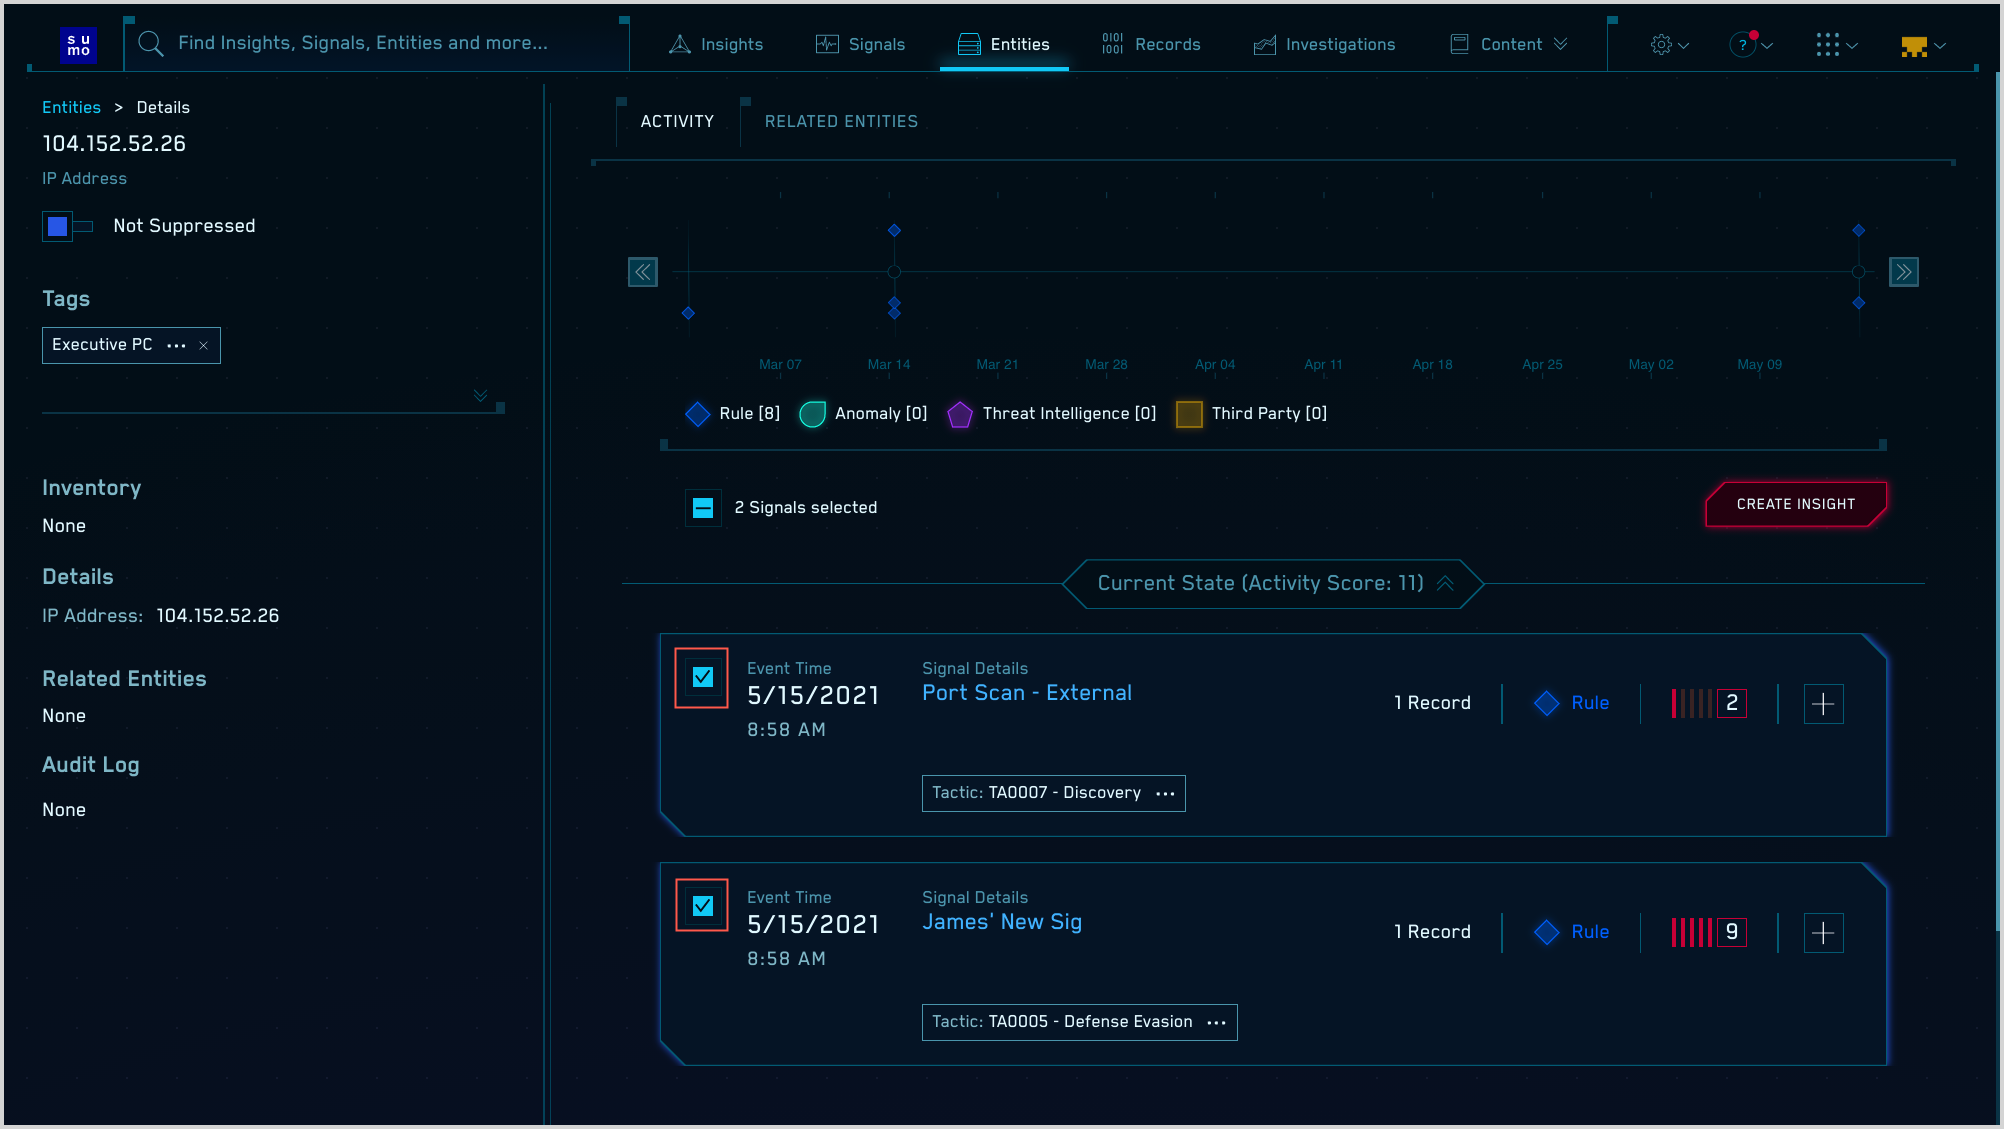 su
mo
Find Insights, Signals, Entities and more...
Insights
Signals
Entities
0101
1001
Records
Investigations
Content
?
Entities > Details
104.152.52.26
IP Address
Not Suppressed
Tags
Executive PC ...
Inventory
None
Details
IP Address: 104.152.52.26
Related Entities
None
Audit Log
None
ACTIVITY
RELATED ENTITIES
Mar 07
Mar 14
Mar 21
Mar 28
Apr 04
Apr 11
Apr 18
Apr 25
May 02
May 09
Rule [8]
Anomaly [0]
Threat Intelligence [0]
Third Party [0]
2 Signals selected
CREATE INSIGHT
Current State (Activity Score: 11)
Event Time
5/15/2021
8:58 AM
Signal Details
Port Scan - External
1 Record
Rule
2
Tactic: TA0007 - Discovery ...
Event Time
5/15/2021
8:58 AM
Signal Details
James' New Sig
1 Record
Rule
9
Tactic: TA0005 - Defense Evasion ...